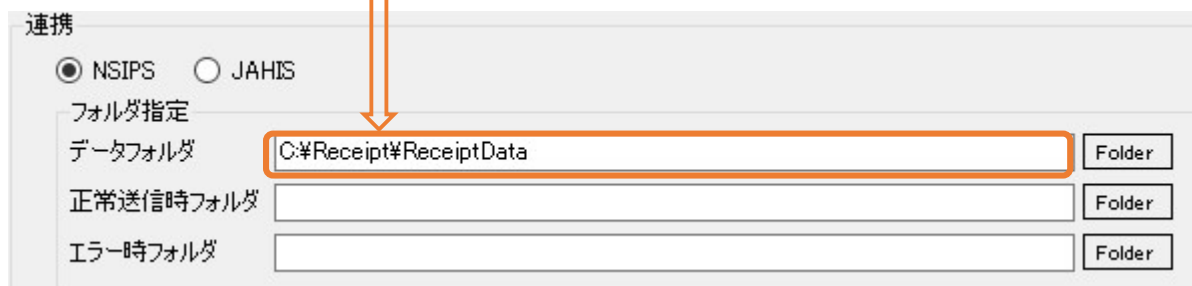 連携
NSIPS JAHIS
フォルダ指定
データフォルダ C:¥Receipt¥ReceiptData Folder
正常送信時フォルダ Folder
エラー時フォルダ Folder